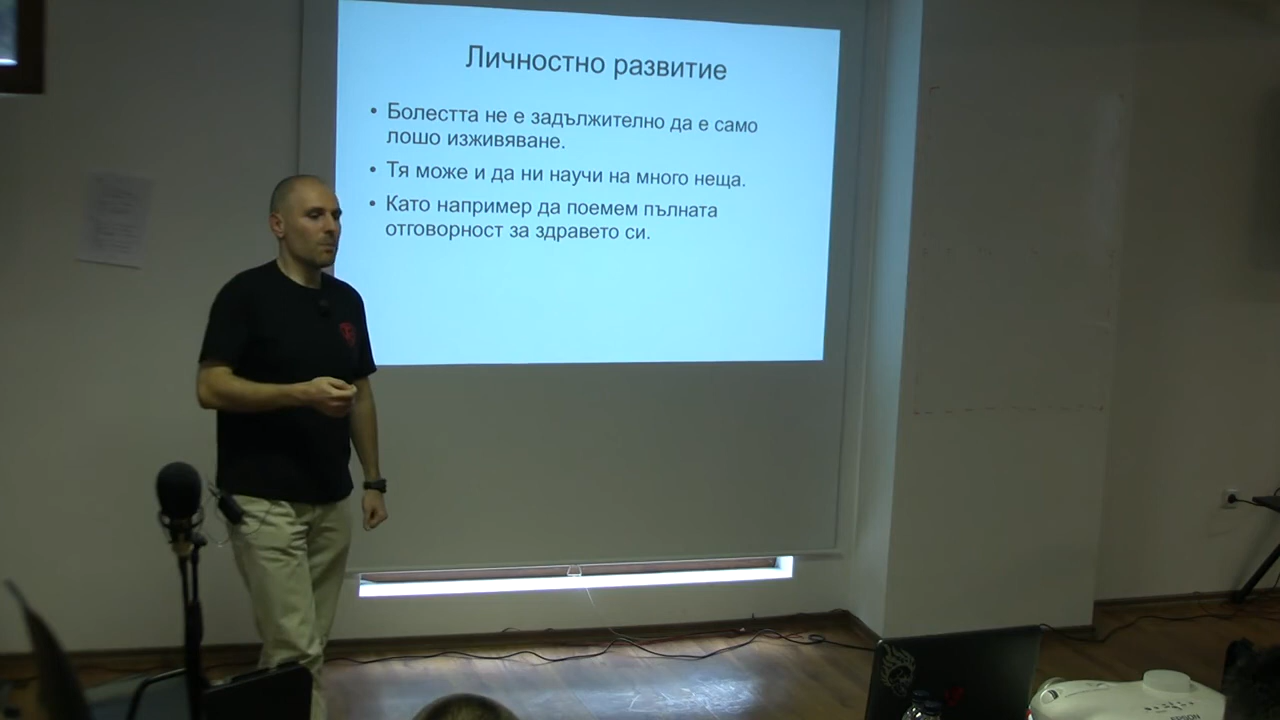 Личностно развитие
• Болестта не е задължително да е само
лошо изживяване.
• Тя може и да ни научи на много неща.
• Като например да поемем пълната
отговорност за здравето си.